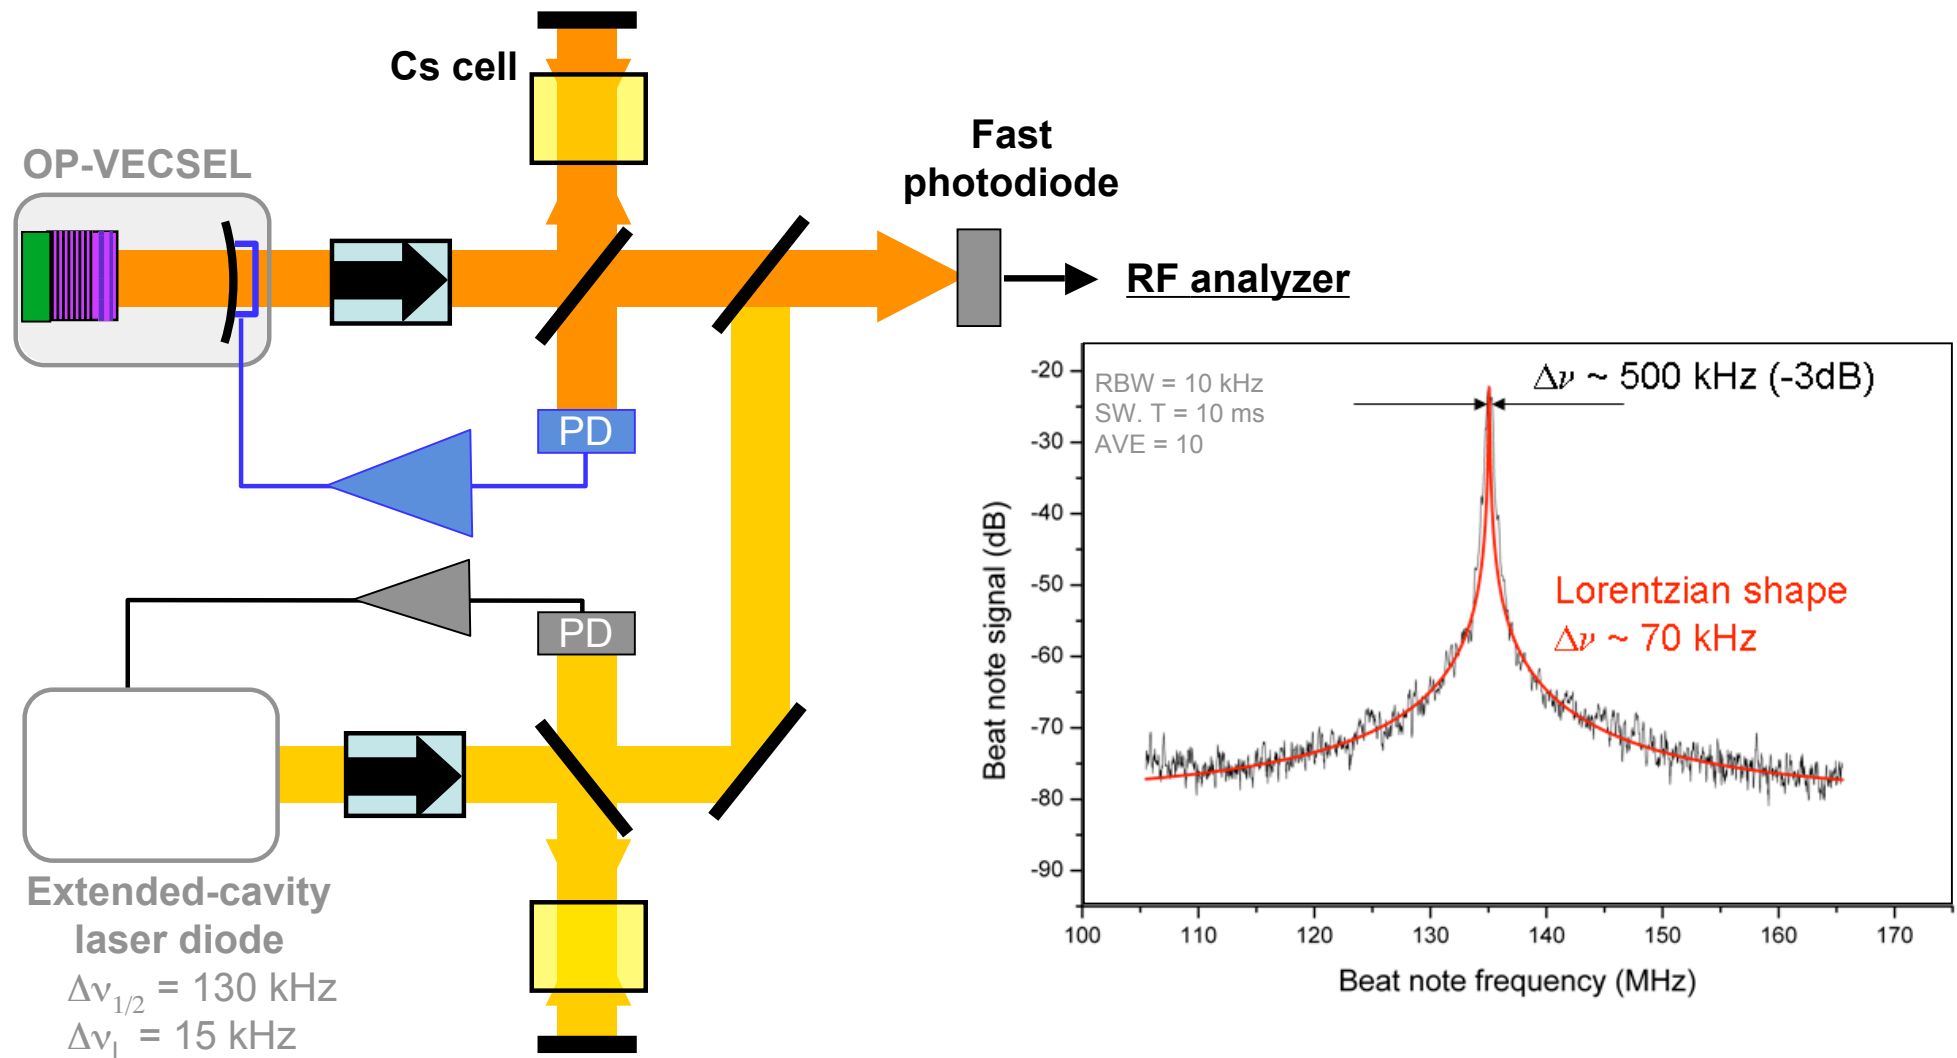 Cs cell
OP-VECSEL
Fast
photodiode
RF analyzer
PD
PD
Extended-cavity
laser diode
Δν1/2 = 130 kHz
ΔνL = 15 kHz
RBW = 10 kHz
SW. T = 10 ms
AVE = 10
Δν ~ 500 kHz (-3dB)
Lorentzian shape
Δν ~ 70 kHz
Beat note signal (dB)
-20
-30
-40
-50
-60
-70
-80
-90
100 110 120 130 140 150 160 170
Beat note frequency (MHz)